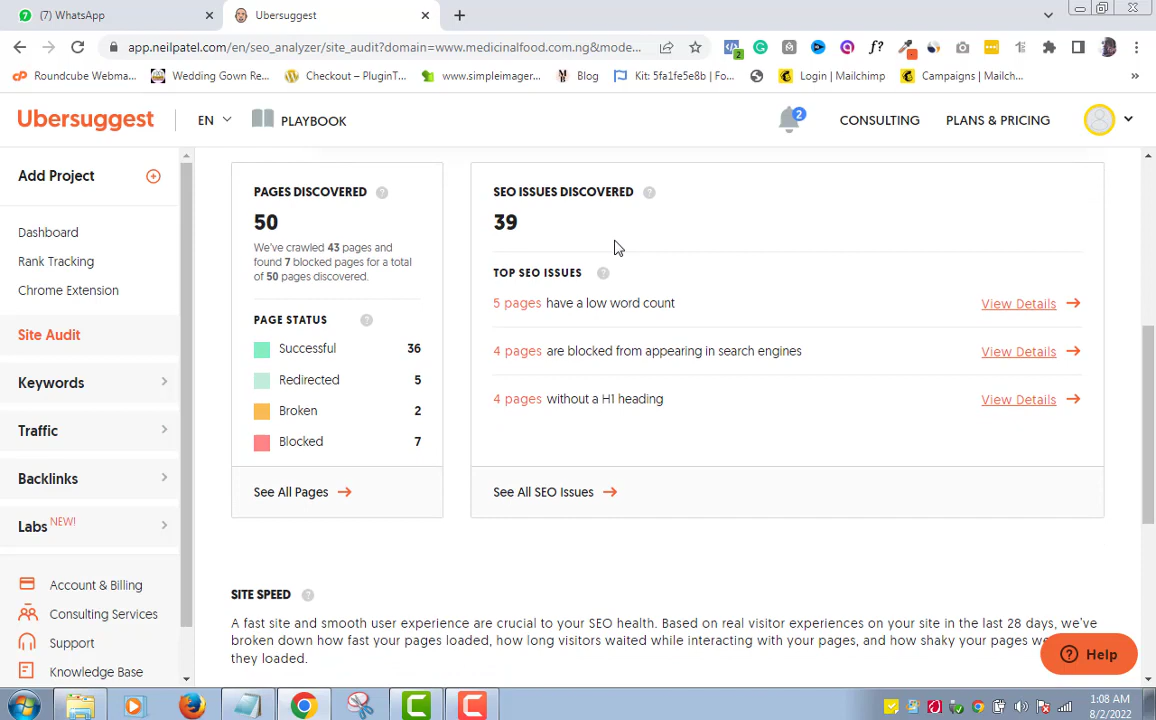 7 (7) WhatsApp
Ubersuggest
app.neilpatel.com/en/seo_analyzer/site_audit?domain=www.medicinalfood.com.ng&mode...
Roundcube Webma...
Wedding Gown Re...
Checkout – PluginT...
www.simpleimager...
Blog
Kit: 5fa1fe5e8b | Fo...
Login | Mailchimp
Campaigns | Mailch...
»
Ubersuggest
EN
PLAYBOOK
2
CONSULTING
PLANS & PRICING
Add Project
Dashboard
Rank Tracking
Chrome Extension
Site Audit
Keywords
Traffic
Backlinks
Labs NEW!
Account & Billing
Consulting Services
Support
Knowledge Base
PAGES DISCOVERED ?
50
We've crawled 43 pages and
found 7 blocked pages for a total
of 50 pages discovered.
PAGE STATUS ?
Successful 36
Redirected 5
Broken 2
Blocked 7
See All Pages
SEO ISSUES DISCOVERED ?
39
TOP SEO ISSUES ?
5 pages have a low word count View Details
4 pages are blocked from appearing in search engines View Details
4 pages without a H1 heading View Details
See All SEO Issues
SITE SPEED ?
A fast site and smooth user experience are crucial to your SEO health. Based on real visitor experiences on your site in the last 28 days, we've
broken down how fast your pages loaded, how long visitors waited while interacting with your pages, and how shaky your pages
they loaded.
? Help
1:08 AM
8/2/2022